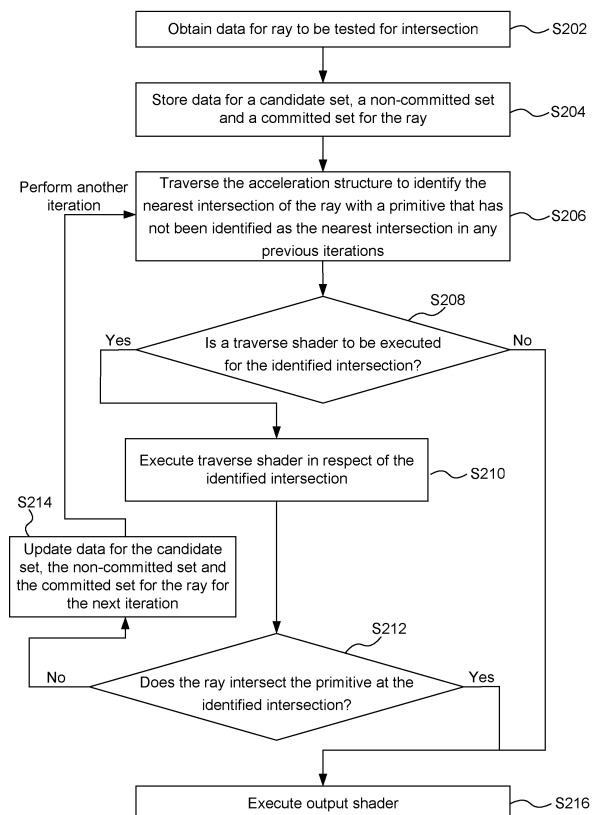 Obtain data for ray to be tested for intersection
S202
Store data for a candidate set, a non-committed set
and a committed set for the ray
S204
Perform another
iteration
Traverse the acceleration structure to identify the
nearest intersection of the ray with a primitive that has
not been identified as the nearest intersection in any
previous iterations
S206
S208
Yes
Is a traverse shader to be executed
for the identified intersection?
No
Execute traverse shader in respect of the
identified intersection
S210
S214
Update data for the candidate
set, the non-committed set and
the committed set for the ray for
the next iteration
S212
No
Does the ray intersect the primitive at the
identified intersection?
Yes
Execute output shader
S216